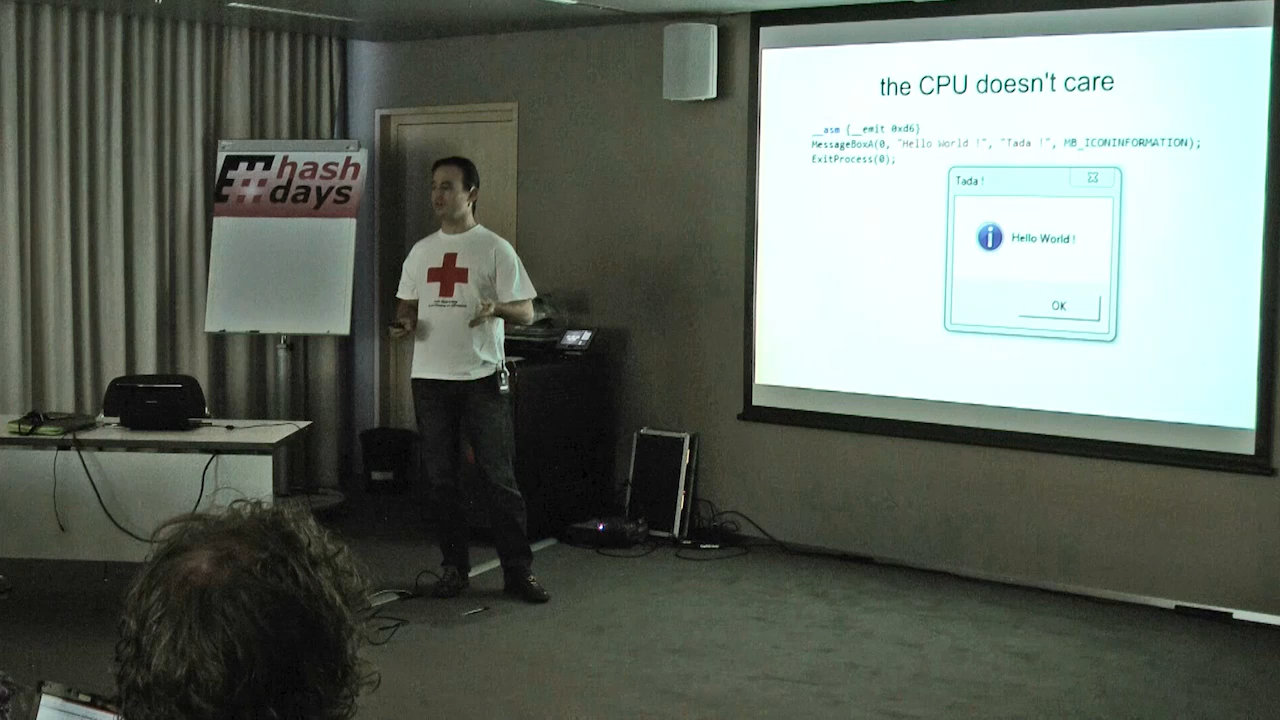 the CPU doesn't care
__asm {__emit 0xd6}
MessageBoxA(0, "Hello World !", "Tada !", MB_ICONINFORMATION);
ExitProcess(0);
Tada !
Hello World !
OK
hash
days